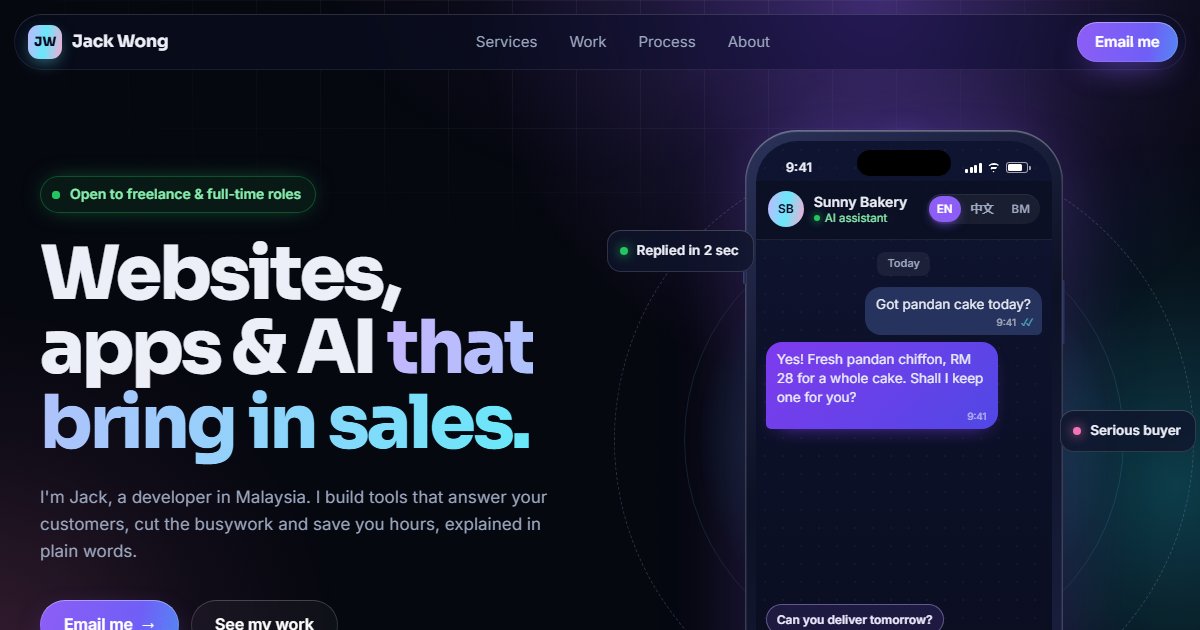 JW
Jack Wong
Services
Work
Process
About
Email me
Open to freelance & full-time roles
Websites,
apps & AI that
bring in sales.
I'm Jack, a developer in Malaysia. I build tools that answer your
customers, cut the busywork and save you hours, explained in
plain words.
Email me →
See my work
9:41
SB
Sunny Bakery
AI assistant
EN
中文
BM
Replied in 2 sec
Today
Got pandan cake today?
9:41
Yes! Fresh pandan chiffon, RM
28 for a whole cake. Shall I keep
one for you?
9:41
Serious buyer
Can you deliver tomorrow?